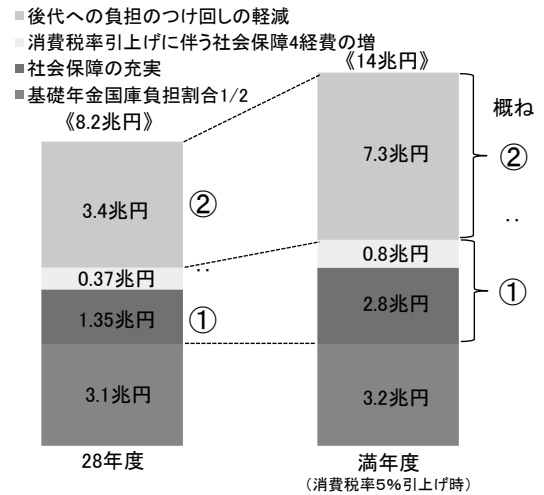 ■後代への負担のつけ回しの軽減
■消費税率引上げに伴う社会保障4経費の増
■社会保障の充実
■基礎年金国庫負担割合1/2
《8.2兆円》
《14兆円》
概ね
3.4兆円
②
7.3兆円
②
‥
0.37兆円
‥
0.8兆円
1.35兆円
①
2.8兆円
①
3.1兆円
3.2兆円
28年度
満年度
（消費税率5％引上げ時）